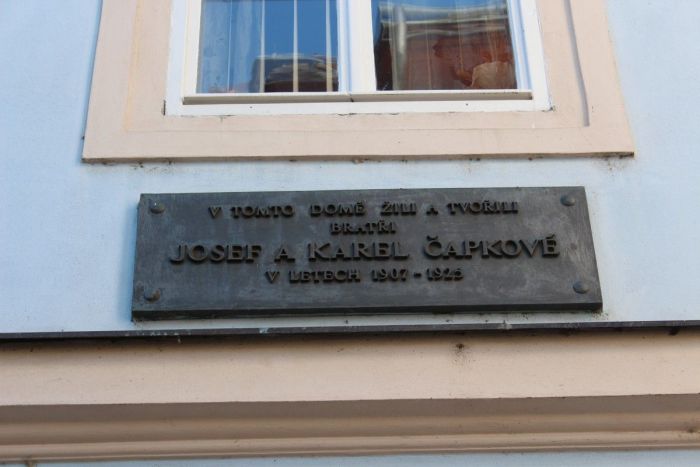 V TOMTO DOMĚ ŽILI A TVOŘILI
BRATŘI
JOSEF A KAREL ČAPKOVÉ
V LETECH 1907 - 1925